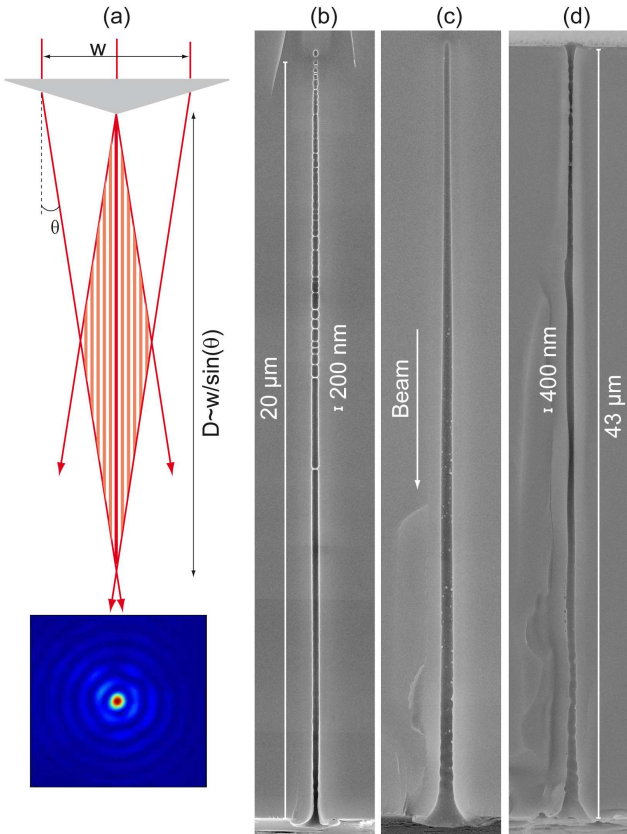 (a)
w
θ
D~w/sin(θ)
(b)
20 µm
200 nm
(c)
Beam
(d)
400 nm
43 µm